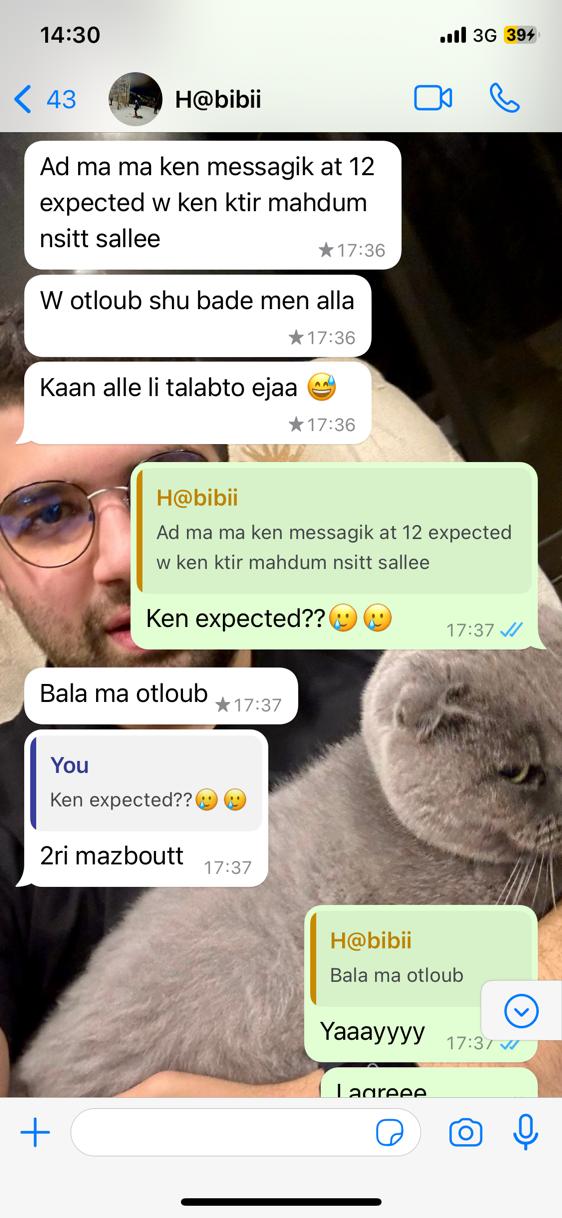 14:30
3G
39
43
H@bibii
Ad ma ma ken messagik at 12
expected w ken ktir mahdum
nsitt sallee
★17:36
W otloub shu bade men alla
★17:36
Kaan alle li talabto ejaa 😅
★17:36
H@bibii
Ad ma ma ken messagik at 12 expected
w ken ktir mahdum nsitt sallee
Ken expected??🥲 🥲
17:37
Bala ma otloub ★17:37
You
Ken expected??🥲 🥲
2ri mazboutt 17:37
H@bibii
Bala ma otloub
Yaaayyyy 17:37
Lagreee